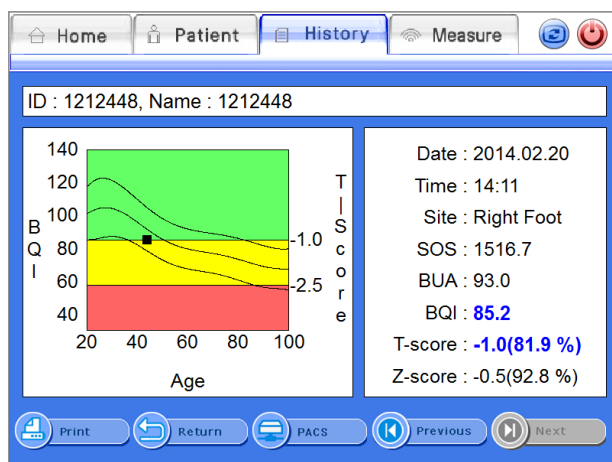 Home Patient History Measure
ID : 1212448, Name : 1212448
140
120
100
80
60
40
BQI
20 40 60 80 100
Age
T-Score
-1.0
-2.5
Date : 2014.02.20
Time : 14:11
Site : Right Foot
SOS : 1516.7
BUA : 93.0
BQI : 85.2
T-score : -1.0(81.9 %)
Z-score : -0.5(92.8 %)
Print Return PACS Previous Next